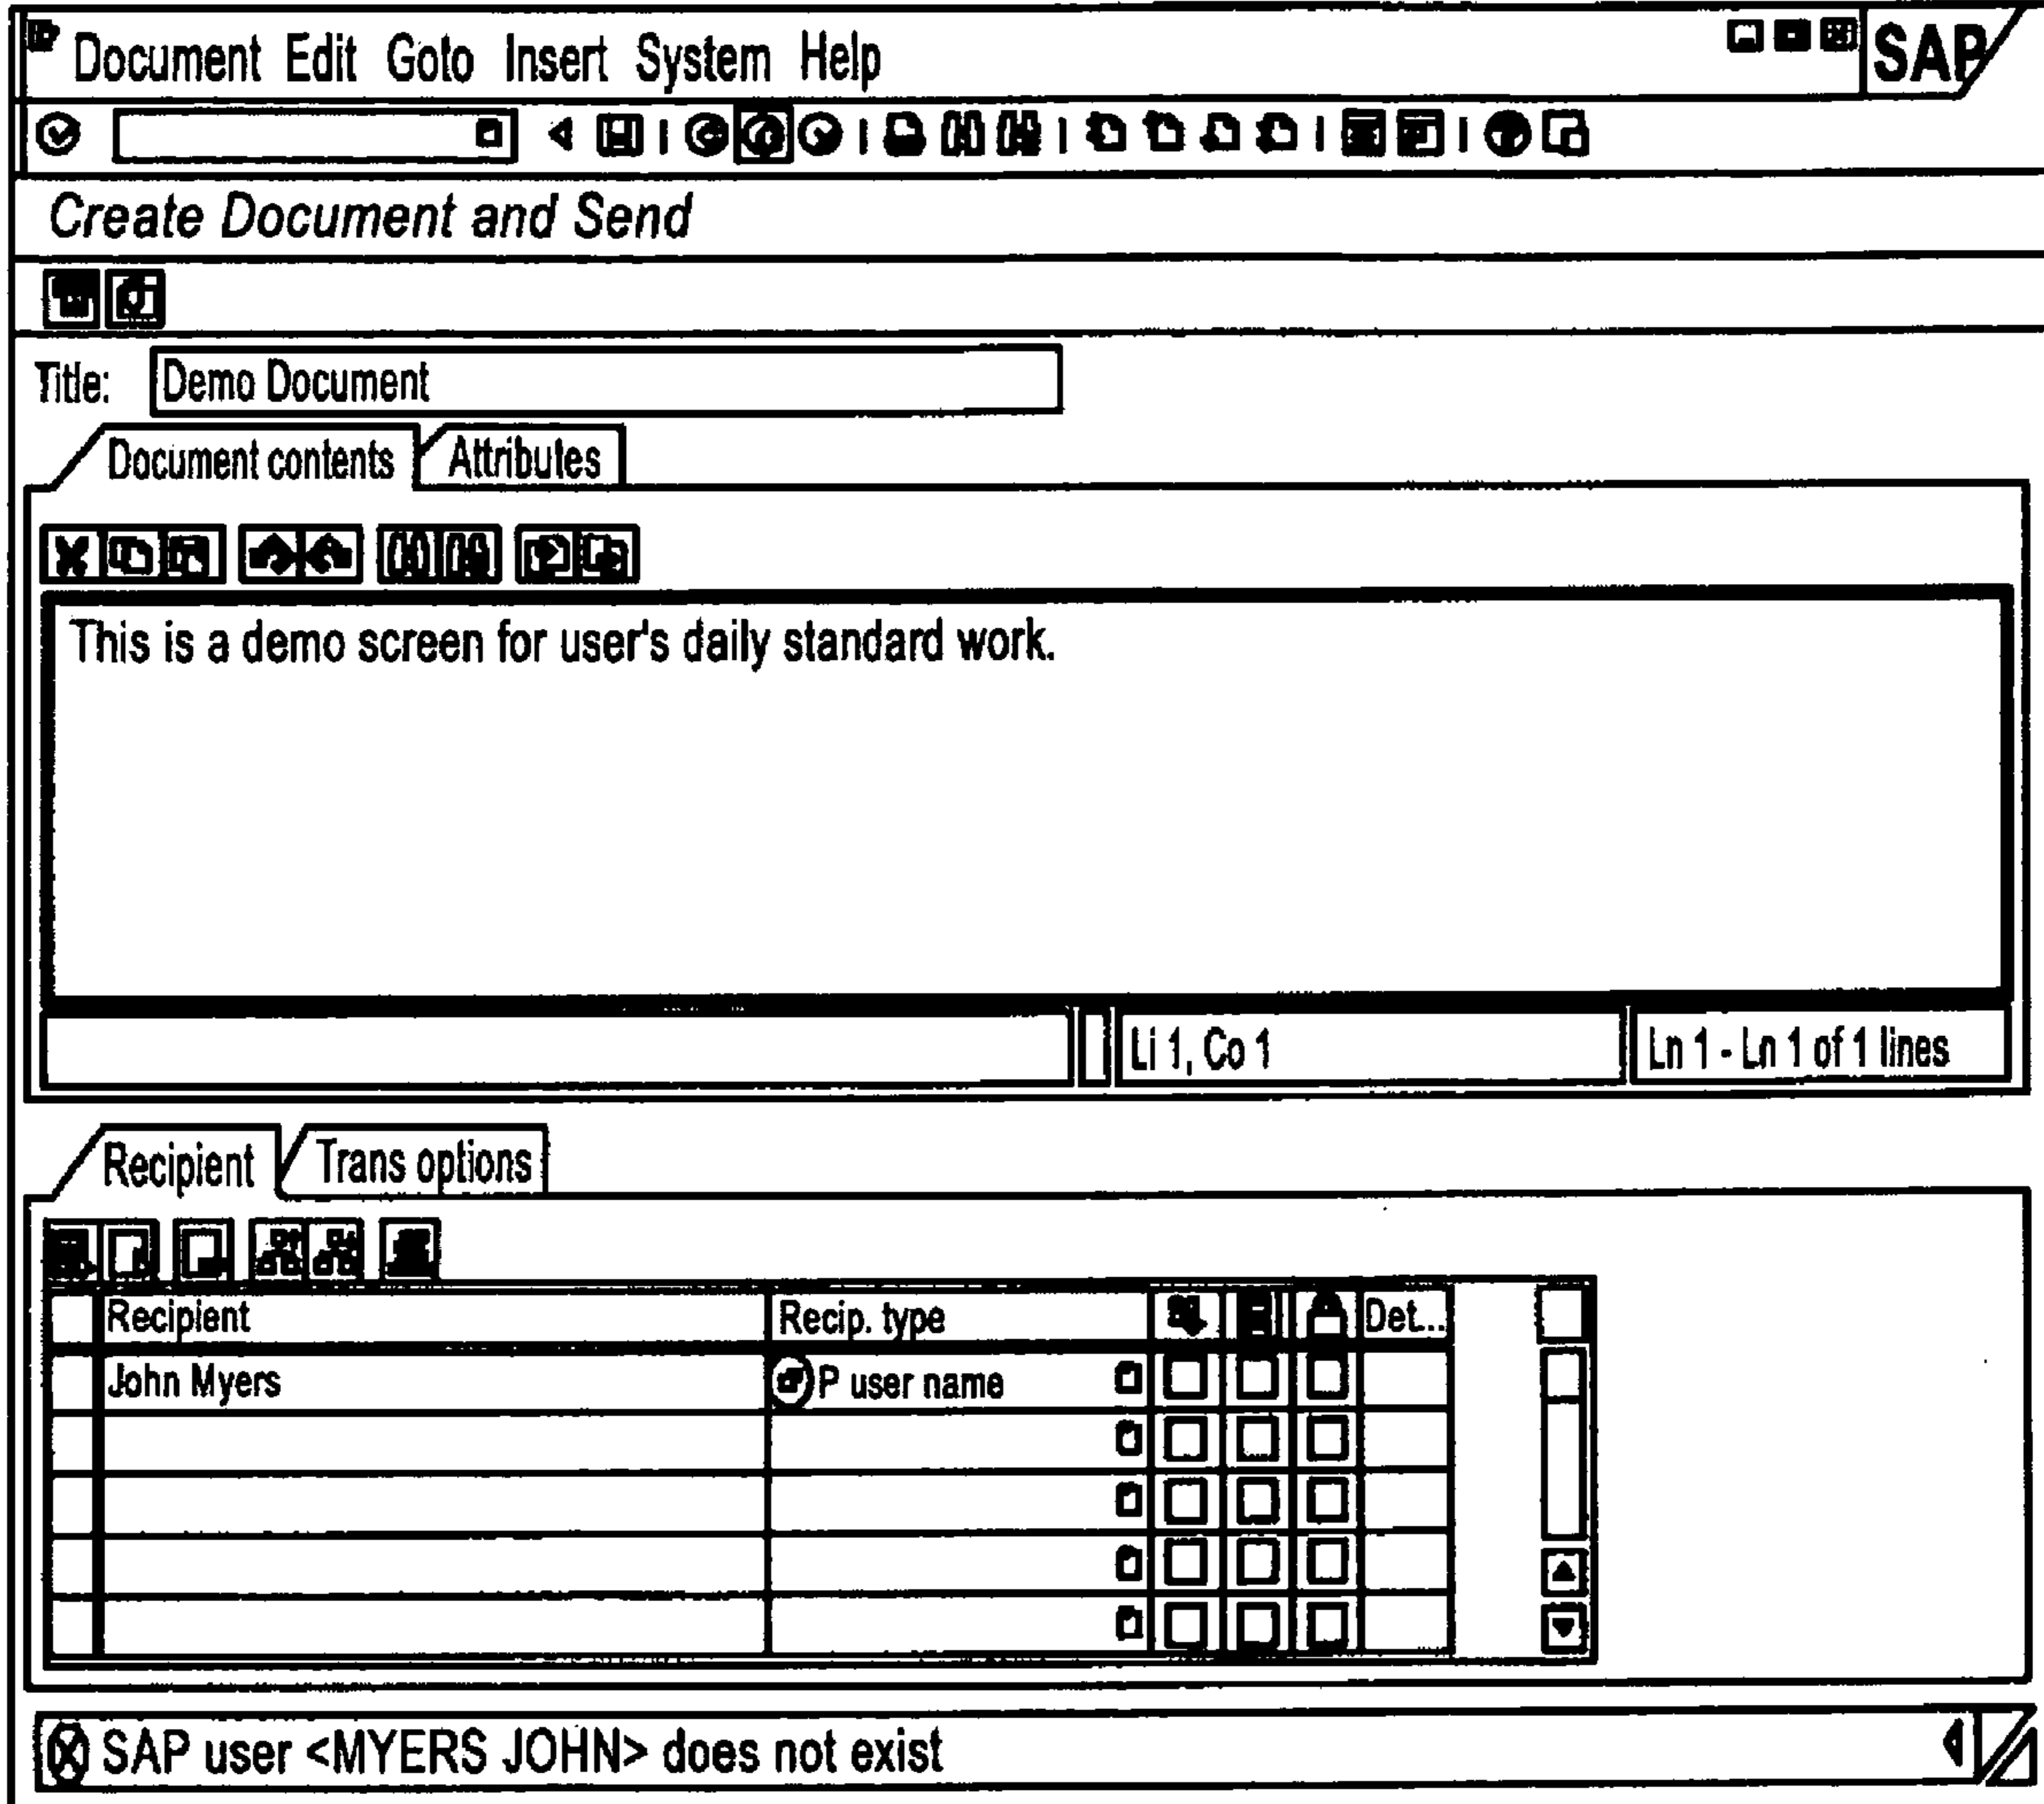 Document Edit Goto Insert System Help
SAP
Create Document and Send
Title: Demo Document
Document contents Attributes
This is a demo screen for user's daily standard work.
Li 1, Co 1 Ln 1 - Ln 1 of 1 lines
Recipient Trans options
Recipient Recip. type Det...
John Myers P user name
SAP user <MYERS JOHN> does not exist